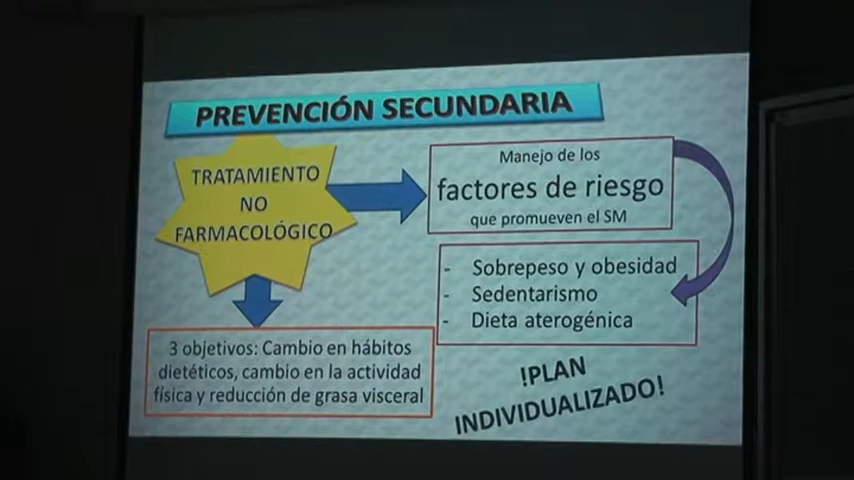 PREVENCIÓN SECUNDARIA
TRATAMIENTO
NO
FARMACOLÓGICO
Manejo de los
factores de riesgo
que promueven el SM
- Sobrepeso y obesidad
- Sedentarismo
- Dieta aterogénica
3 objetivos: Cambio en hábitos
dietéticos, cambio en la actividad
física y reducción de grasa visceral
!PLAN
INDIVIDUALIZADO!